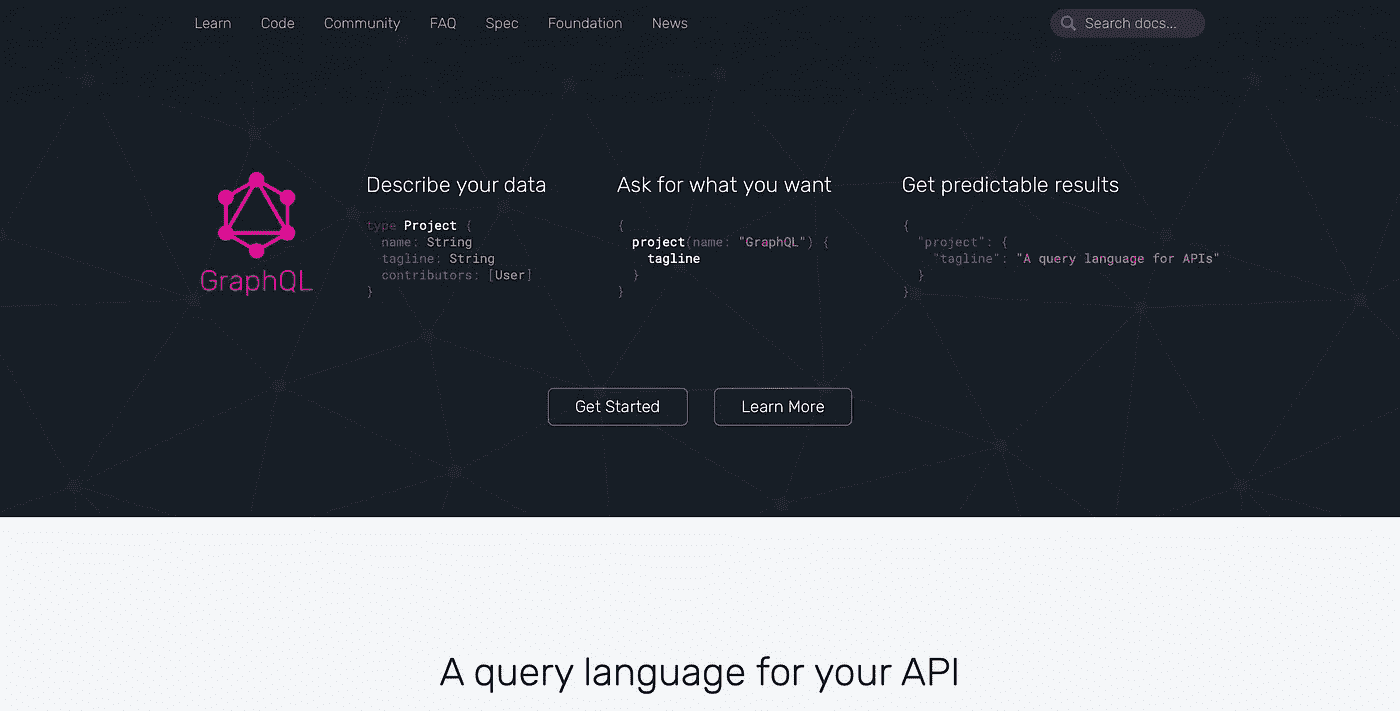 Learn Code Community FAQ Spec Foundation News Search docs...
GraphQL
Describe your data
type Project {
  name: String
  tagline: String
  contributors: [User]
}
Ask for what you want
{
  project(name: "GraphQL") {
    tagline
  }
}
Get predictable results
{
  "project": {
    "tagline": "A query language for APIs"
  }
}
Get Started Learn More
A query language for your API